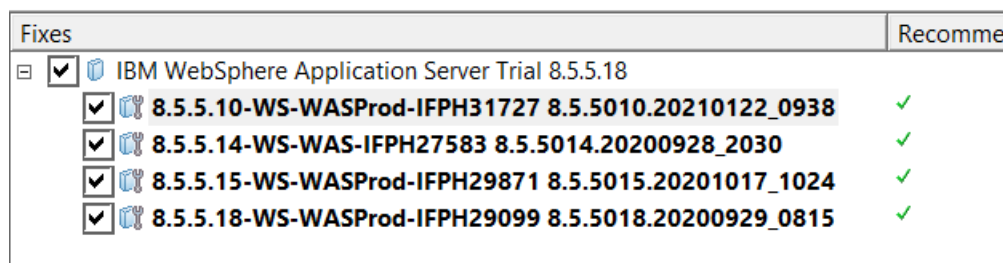 Fixes Recomme
IBM WebSphere Application Server Trial 8.5.5.18
8.5.5.10-WS-WASProd-IFPH31727 8.5.5010.20210122_0938
8.5.5.14-WS-WAS-IFPH27583 8.5.5014.20200928_2030
8.5.5.15-WS-WASProd-IFPH29871 8.5.5015.20201017_1024
8.5.5.18-WS-WASProd-IFPH29099 8.5.5018.20200929_0815